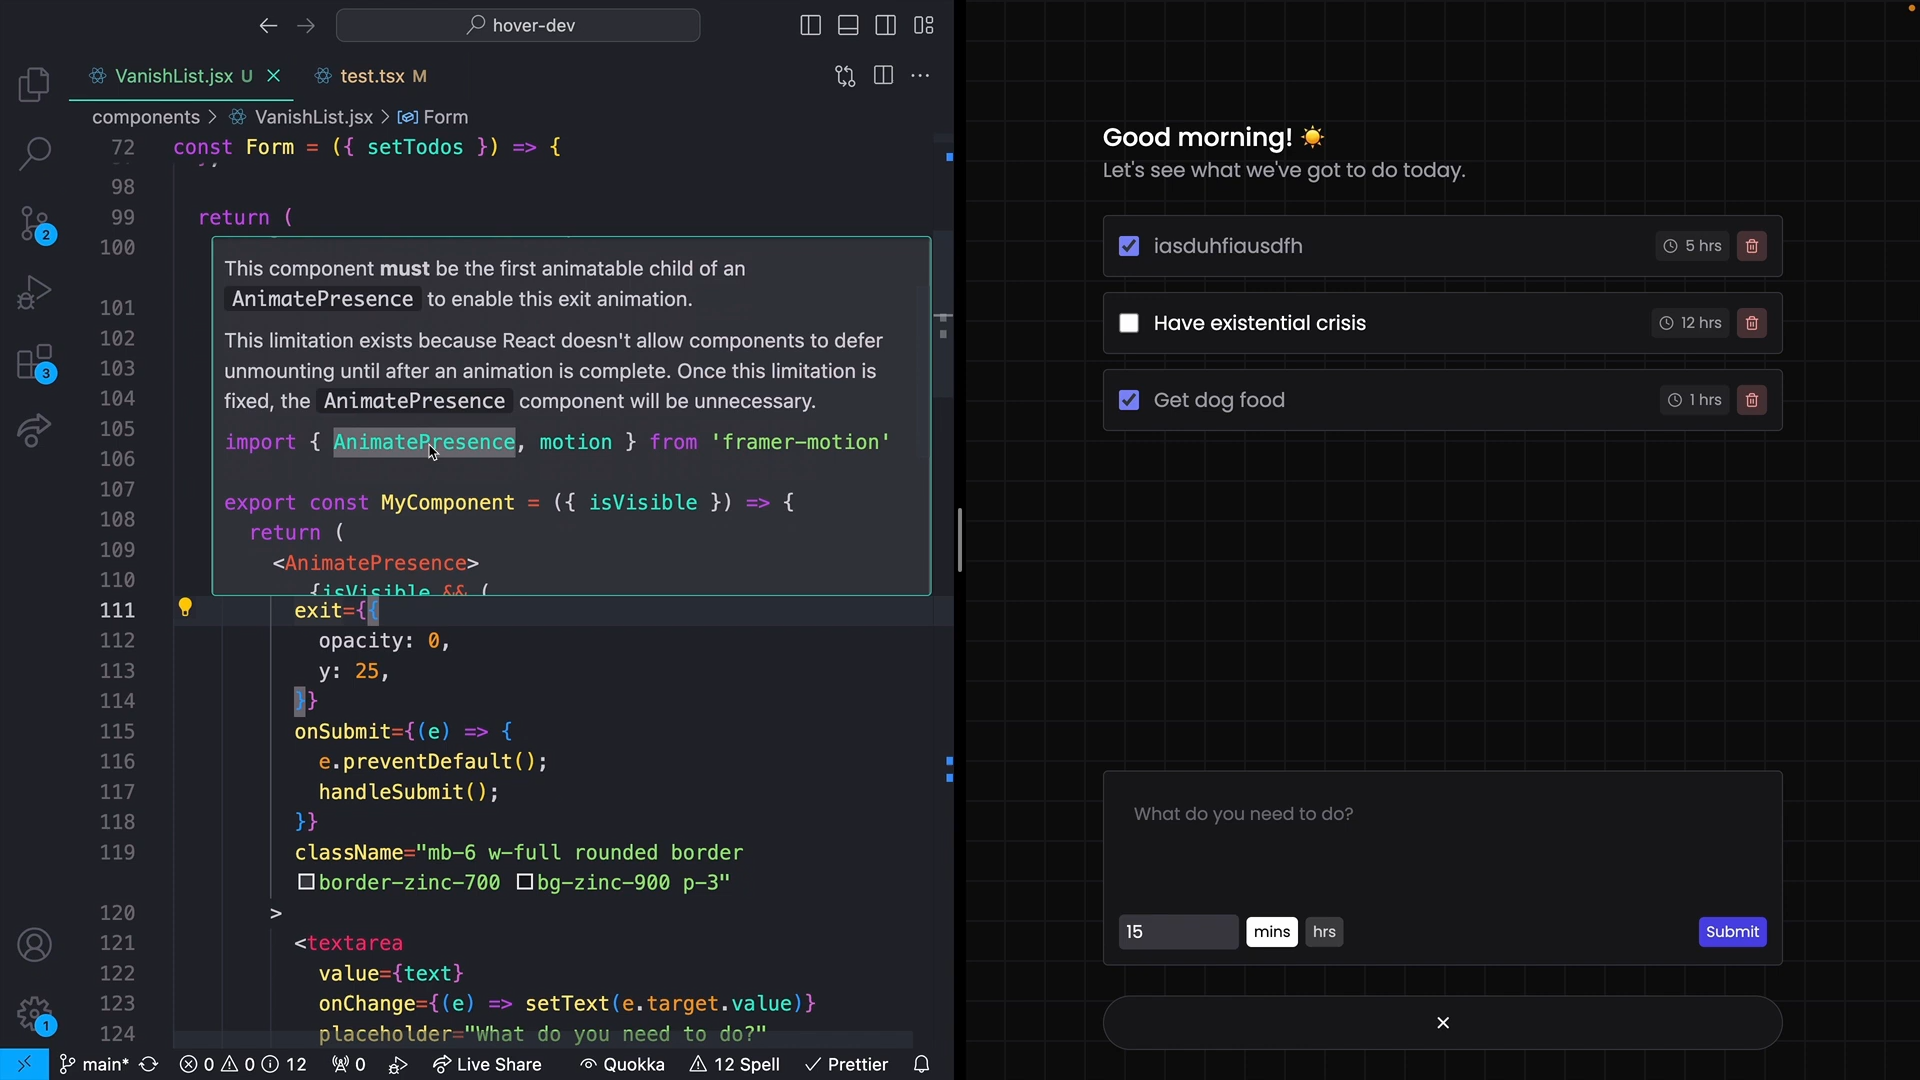 hover-dev
VanishList.jsx U
test.tsx M
components > VanishList.jsx > Form
72 const Form = ({ setTodos }) => {
98
99 return (
100
This component must be the first animatable child of an
AnimatePresence to enable this exit animation.
101
102
This limitation exists because React doesn't allow components to defer
103
unmounting until after an animation is complete. Once this limitation is
104
fixed, the AnimatePresence component will be unnecessary.
105
import { AnimatePresence, motion } from 'framer-motion'
106
107
export const MyComponent = ({ isVisible }) => {
108
return (
109
<AnimatePresence>
110
{isVisible && (
111 exit={{
112 opacity: 0,
113 y: 25,
114 }}
115 onSubmit={(e) => {
116 e.preventDefault();
117 handleSubmit();
118 }}
119 className="mb-6 w-full rounded border
border-zinc-700 bg-zinc-900 p-3"
120 >
121 <textarea
122 value={text}
123 onChange={(e) => setText(e.target.value)}
124 placeholder="What do you need to do?"
2
3
1
main* 0 0 12 0 Live Share Quokka 12 Spell Prettier
Good morning! ☀️
Let's see what we've got to do today.
iasduhfiausdfh 5 hrs
Have existential crisis 12 hrs
Get dog food 1 hrs
What do you need to do?
15 mins hrs Submit